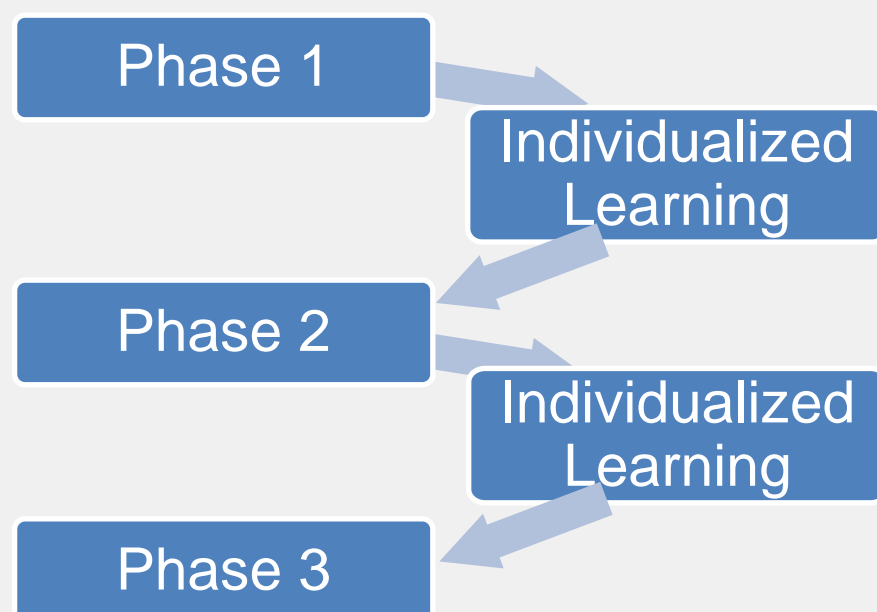 Phase 1
Individualized
Learning
Phase 2
Individualized
Learning
Phase 3